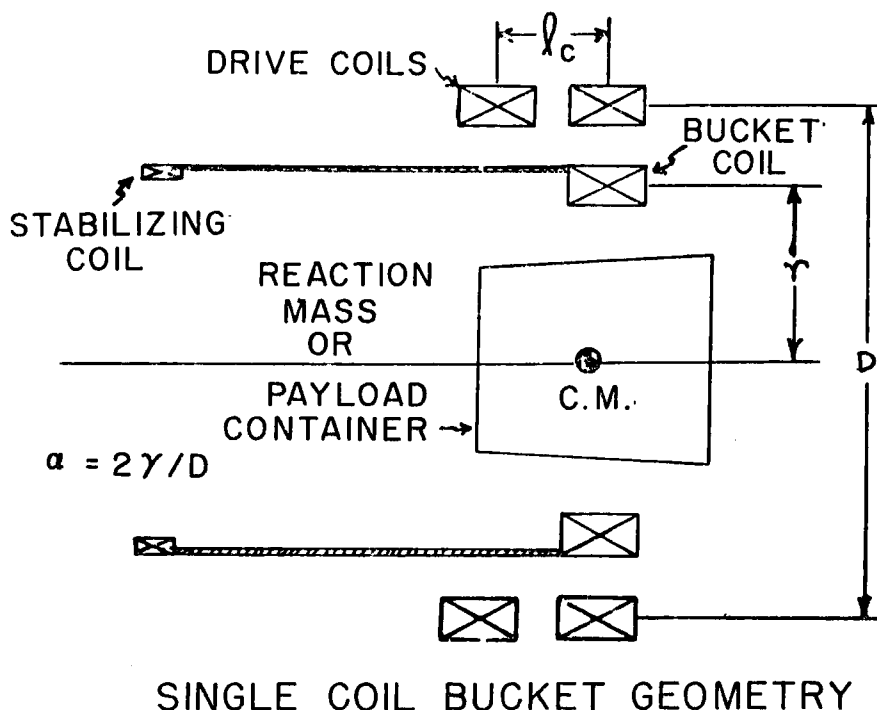 ℓc
DRIVE COILS
BUCKET
COIL
STABILIZING
COIL
REACTION
MASS
OR
r
D
PAYLOAD
CONTAINER
C.M.
α = 2r/D
SINGLE COIL BUCKET GEOMETRY